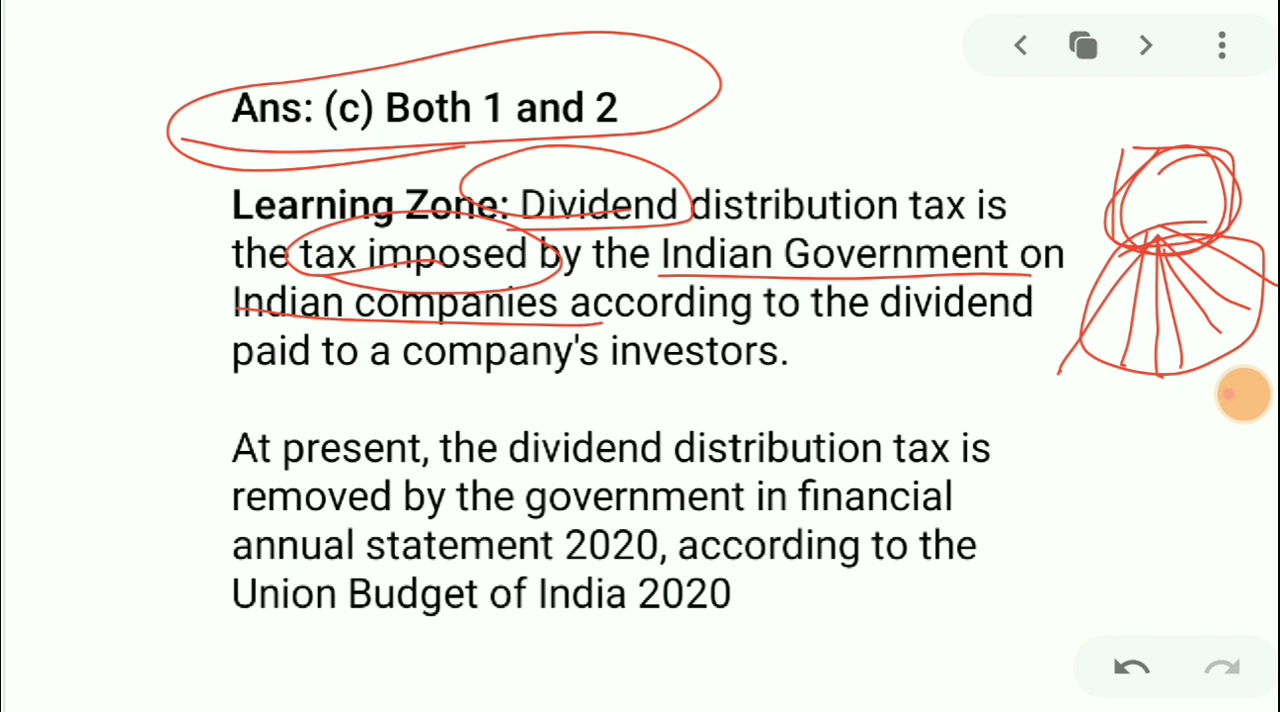 Ans: (c) Both 1 and 2
Learning Zone: Dividend distribution tax is
the tax imposed by the Indian Government on
Indian companies according to the dividend
paid to a company's investors.
At present, the dividend distribution tax is
removed by the government in financial
annual statement 2020, according to the
Union Budget of India 2020